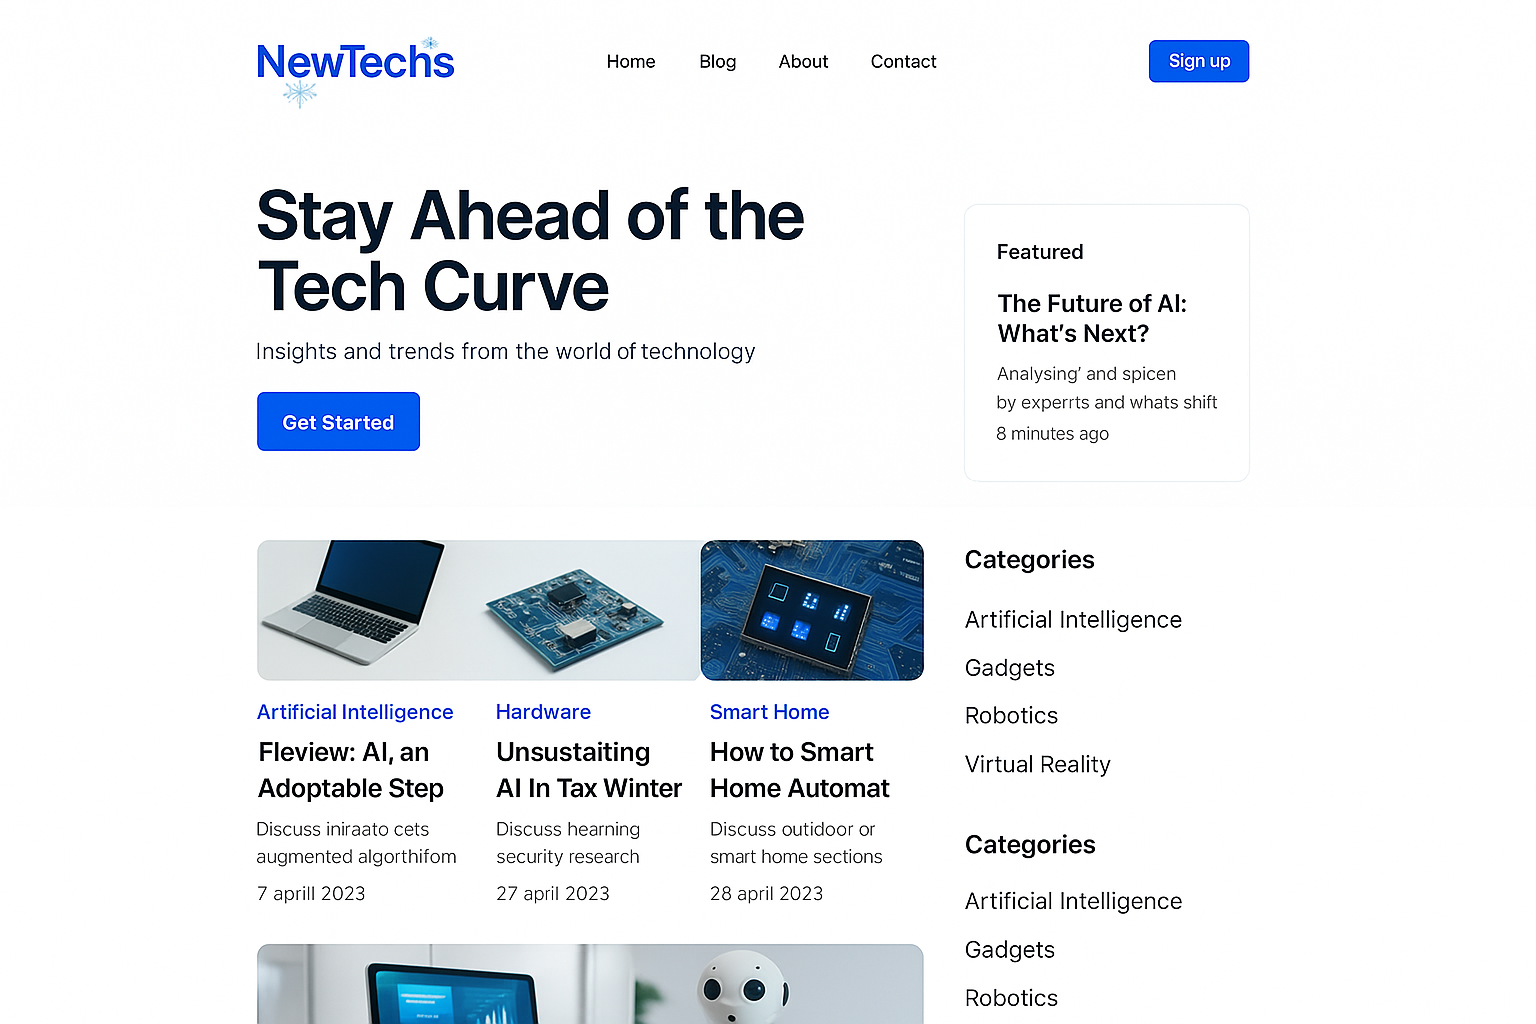 NewTechs
Home
Blog
About
Contact
Sign up
Stay Ahead of the
Tech Curve
Insights and trends from the world of technology
Get Started
Featured
The Future of AI:
What's Next?
Analysing' and spicen
by experrts and whats shift
8 minutes ago
Artificial Intelligence
Fleview: AI, an
Adoptable Step
Discuss iniraato cets
augmented algorthifom
7 aprill 2023
Hardware
Unsustaiting
AI In Tax Winter
Discuss hearning
security research
27 april 2023
Smart Home
How to Smart
Home Automat
Discuss outidoor or
smart home sections
28 april 2023
Categories
Artificial Intelligence
Gadgets
Robotics
Virtual Reality
Categories
Artificial Intelligence
Gadgets
Robotics